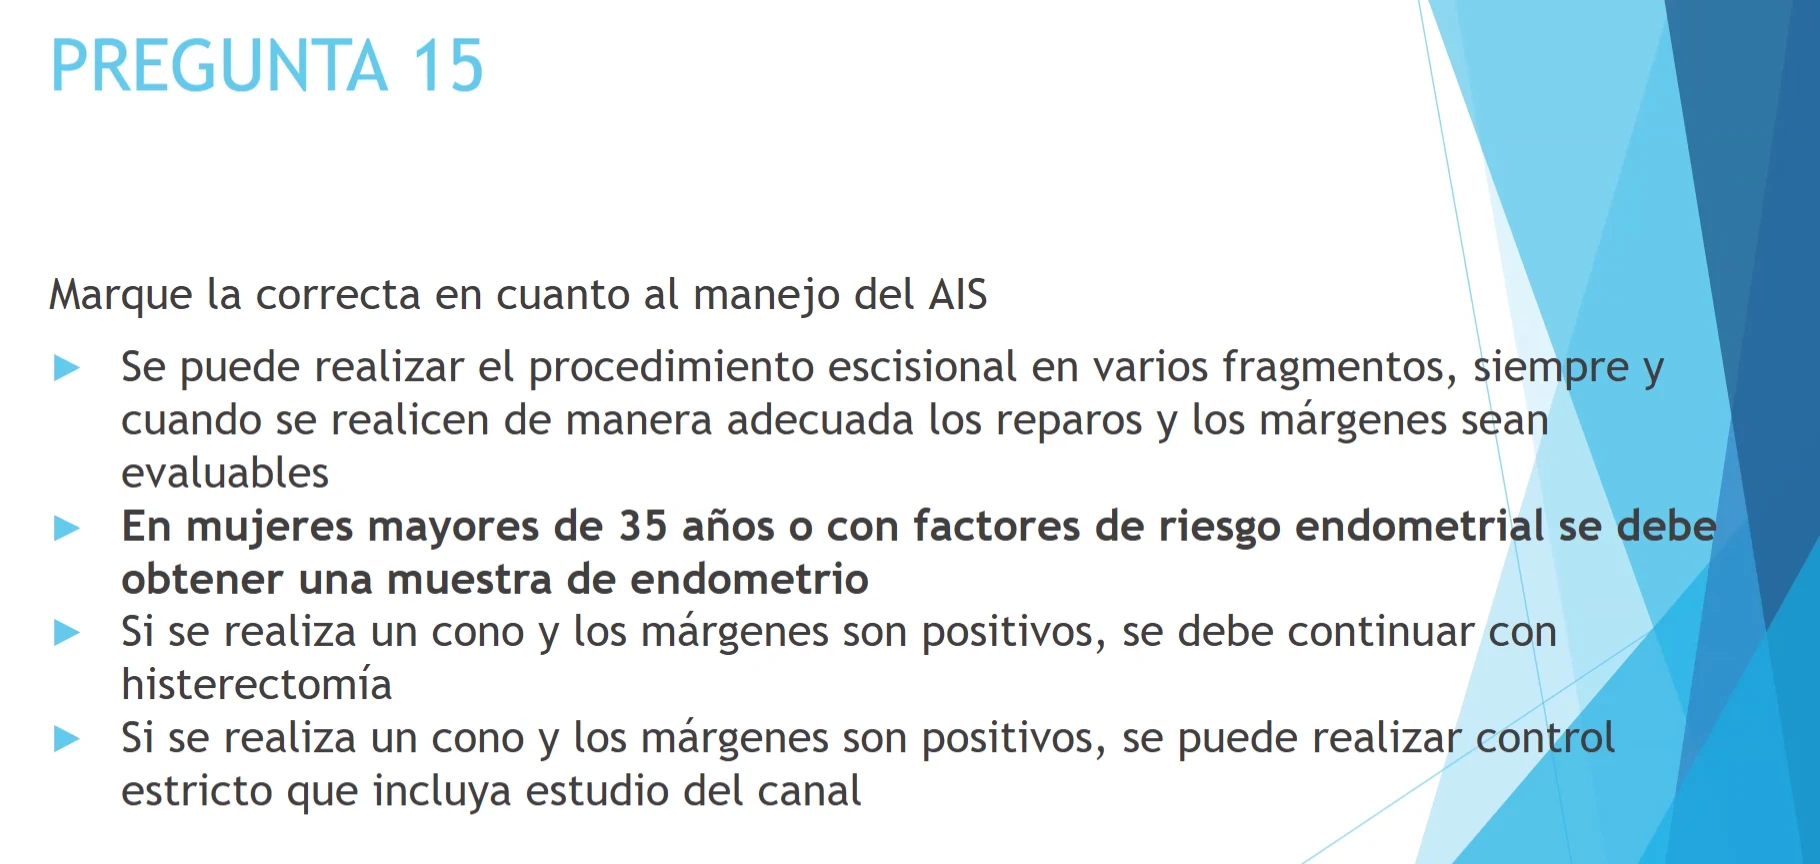 PREGUNTA 15
Marque la correcta en cuanto al manejo del AIS
Se puede realizar el procedimiento escisional en varios fragmentos, siempre y
cuando se realicen de manera adecuada los reparos y los márgenes sean
evaluables
En mujeres mayores de 35 años o con factores de riesgo endometrial se debe
obtener una muestra de endometrio
Si se realiza un cono y los márgenes son positivos, se debe continuar con
histerectomía
Si se realiza un cono y los márgenes son positivos, se puede realizar control
estricto que incluya estudio del canal